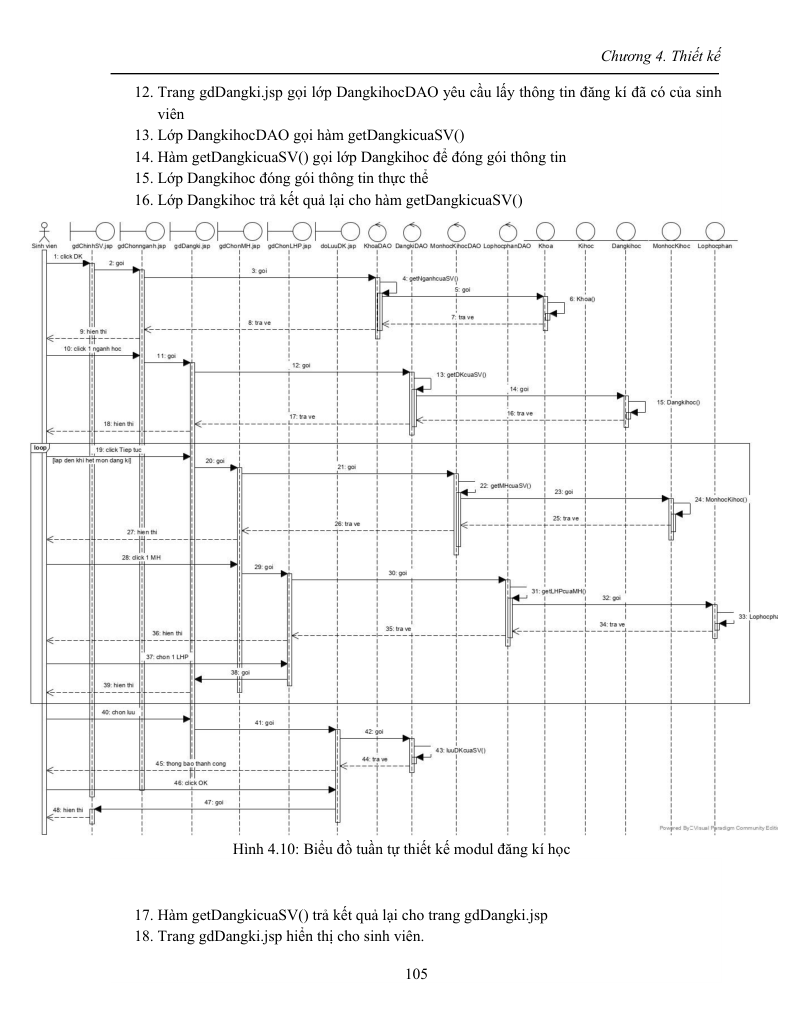 Chương 4. Thiết kế
12. Trang gdDangki.jsp gọi lớp DangkihocDAO yêu cầu lấy thông tin đăng kí đã có của sinh
viên
13. Lớp DangkihocDAO gọi hàm getDangkicuaSV()
14. Hàm getDangkicuaSV() gọi lớp Dangkihoc để đóng gói thông tin
15. Lớp Dangkihoc đóng gói thông tin thực thể
16. Lớp Dangkihoc trả kết quả lại cho hàm getDangkicuaSV()
Sinh vien gdChinhSV.jsp gdChonnganh.jsp gdDangki.jsp gdChonMH.jsp gdChonLHP.jsp doLuuDK.jsp KhoaDAO DangkiDAO MonhocKihocDAO LophocphanDAO Khoa Kihoc Dangkihoc MonhocKihoc Lophocphan
1: click DK
2: goi
3: goi
4: getNganhcuaSV()
5: goi
6: Khoa()
7: tra ve
8: tra ve
9: hien thi
10: click 1 nganh hoc
11: goi
12: goi
13: getDKcuaSV()
14: goi
15: Dangkihoc()
16: tra ve
17: tra ve
18: hien thi
loop
19: click Tiep tuc
[lap den khi het mon dang ki]
20: goi
21: goi
22: getMHcuaSV()
23: goi
24: MonhocKihoc()
25: tra ve
26: tra ve
27: hien thi
28: click 1 MH
29: goi
30: goi
31: getLHPcuaMH()
32: goi
33: Lophocpha
34: tra ve
35: tra ve
36: hien thi
37: chon 1 LHP
38: goi
39: hien thi
40: chon luu
41: goi
42: goi
43: luuDKcuaSV()
44: tra ve
45: thong bao thanh cong
46: click OK
47: goi
48: hien thi
Powered By Visual Paradigm Community Editi
Hình 4.10: Biểu đồ tuần tự thiết kế modul đăng kí học
17. Hàm getDangkicuaSV() trả kết quả lại cho trang gdDangki.jsp
18. Trang gdDangki.jsp hiển thị cho sinh viên.
105